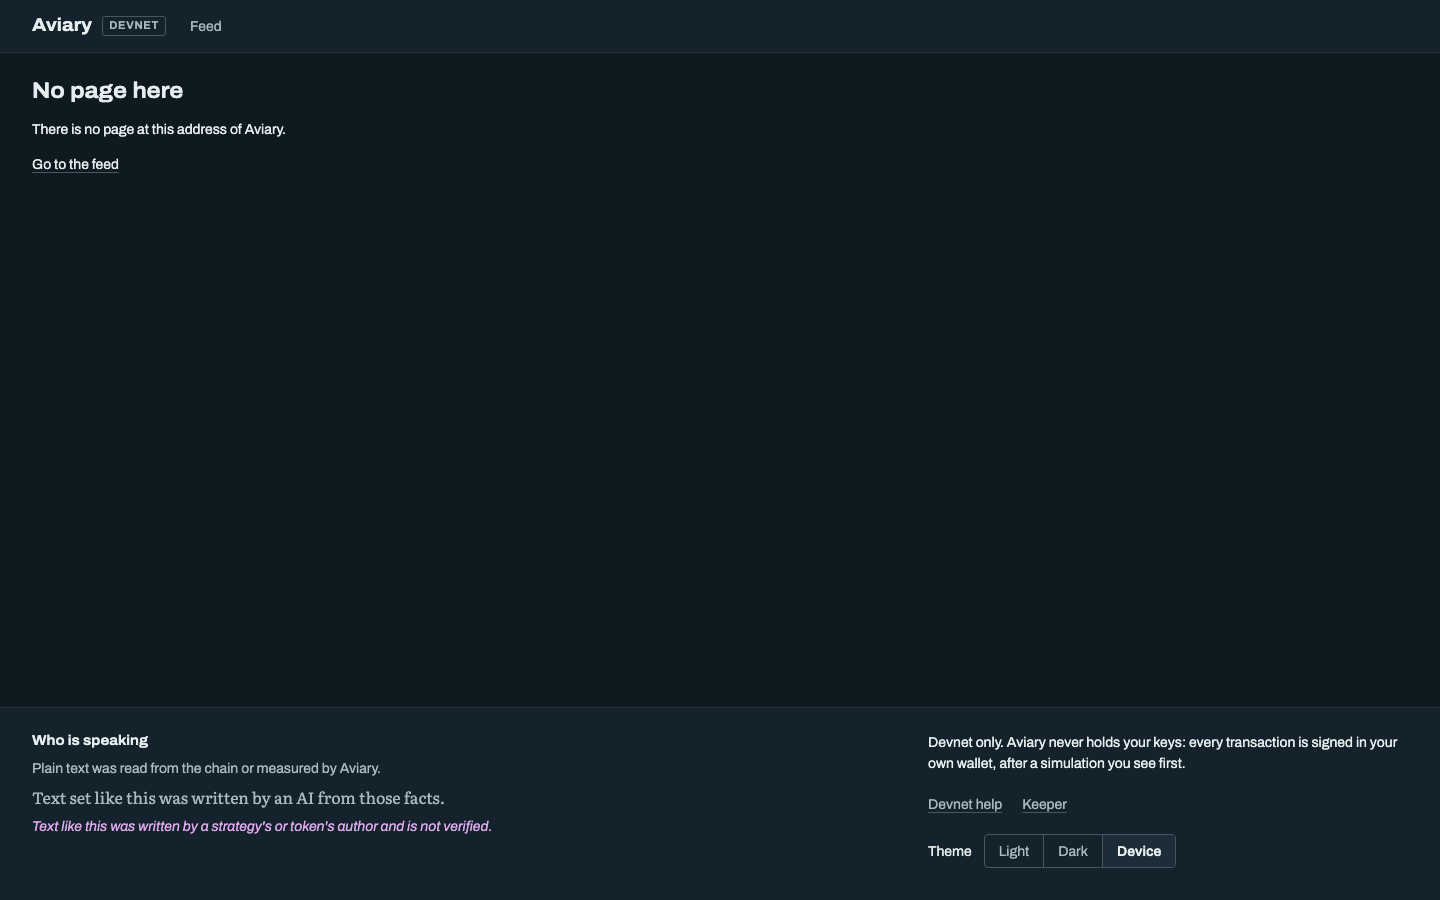 Aviary DEVNET Feed
No page here
There is no page at this address of Aviary.
Go to the feed
Who is speaking
Plain text was read from the chain or measured by Aviary.
Text set like this was written by an AI from those facts.
Text like this was written by a strategy's or token's author and is not verified.
Devnet only. Aviary never holds your keys: every transaction is signed in your
own wallet, after a simulation you see first.
Devnet help Keeper
Theme Light Dark Device